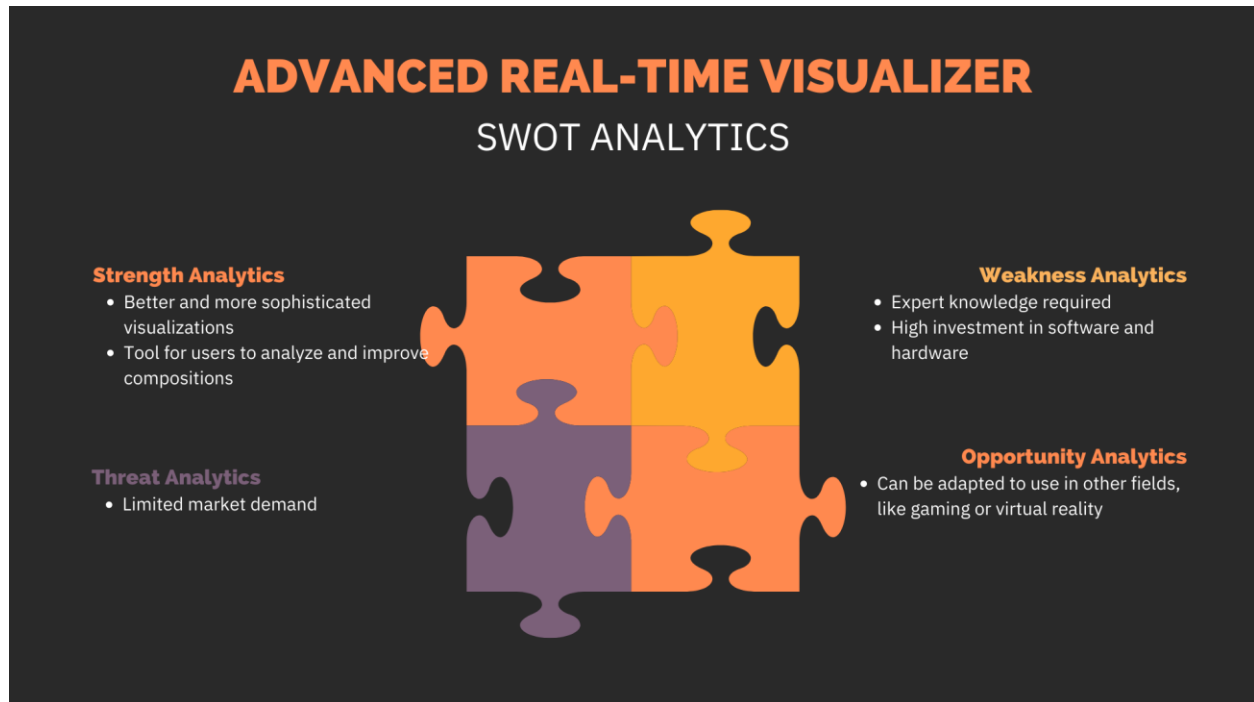 ADVANCED REAL-TIME VISUALIZER
SWOT ANALYTICS
Strength Analytics
• Better and more sophisticated
visualizations
• Tool for users to analyze and improve
compositions
Weakness Analytics
• Expert knowledge required
• High investment in software and
hardware
Threat Analytics
• Limited market demand
Opportunity Analytics
• Can be adapted to use in other fields,
like gaming or virtual reality